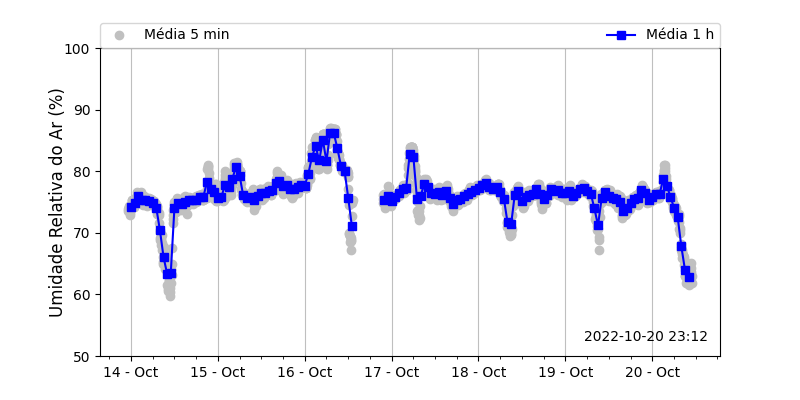 Média 5 min
Média 1 h
Umidade Relativa do Ar (%)
100
90
80
70
60
50
2022-10-20 23:12
14 - Oct
15 - Oct
16 - Oct
17 - Oct
18 - Oct
19 - Oct
20 - Oct